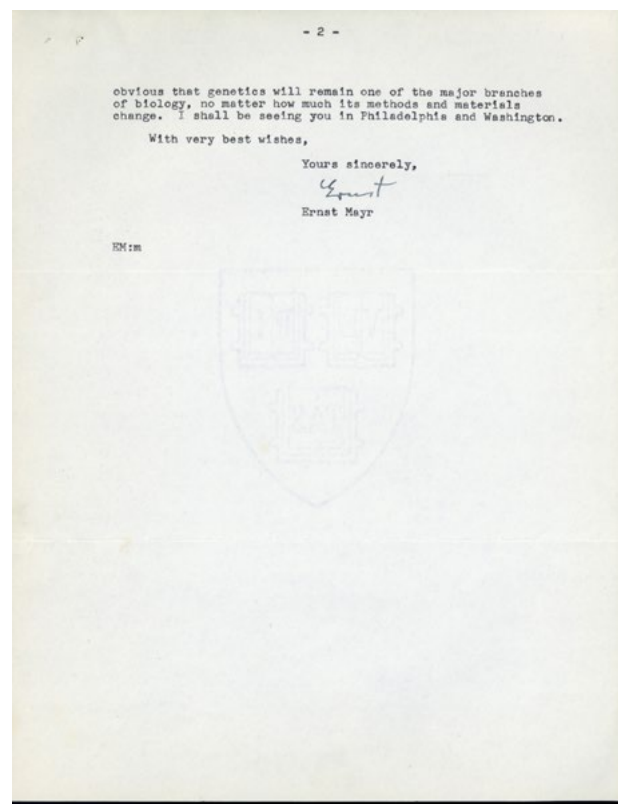 - 2 -
obvious that genetics will remain one of the major branches
of biology, no matter how much its methods and materials
change. I shall be seeing you in Philadelphia and Washington.
With very best wishes,
Yours sincerely,
Ernst
Ernst Mayr
EM:m